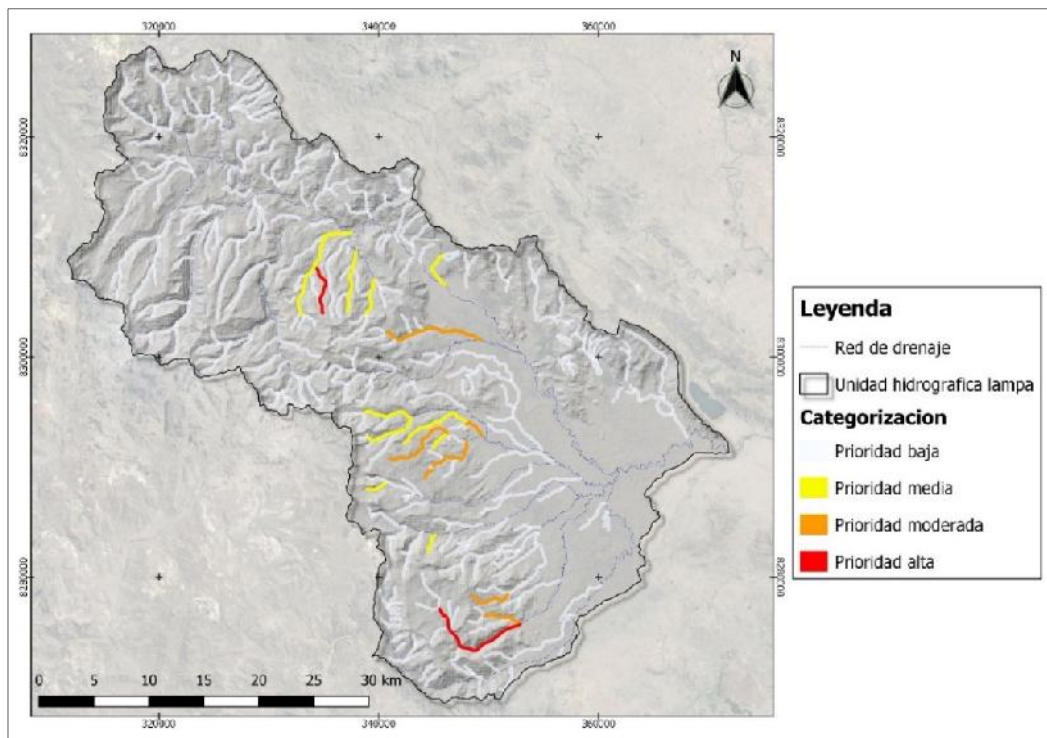 320000
340000
360000
N
8320000
8320000
8300000
8300000
8280000
8280000
Leyenda
Red de drenaje
Unidad hidrografica lampa
Categorizacion
Prioridad baja
Prioridad media
Prioridad moderada
Prioridad alta
0 5 10 15 20 25 30 km
320000
340000
360000